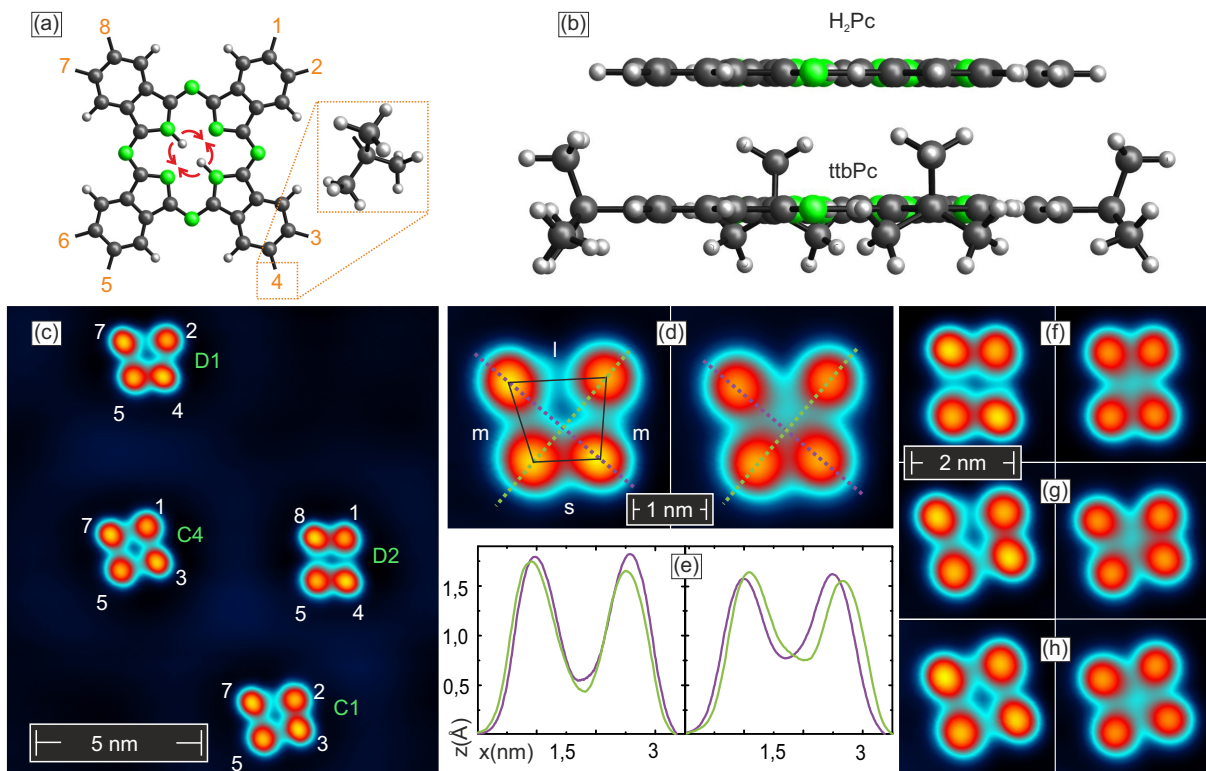 (a)
8
1
7
2
6
3
5
4
(b)
H₂Pc
ttbPc
(c)
7
2
D1
5
4
7
1
C4
5
3
8
1
D2
5
4
7
2
C1
5
3
5 nm
(d)
l
m
m
s
1 nm
(e)
1,5
1,0
0,5
z(Å)
x(nm)
1,5
3
1,5
3
(f)
2 nm
(g)
(h)